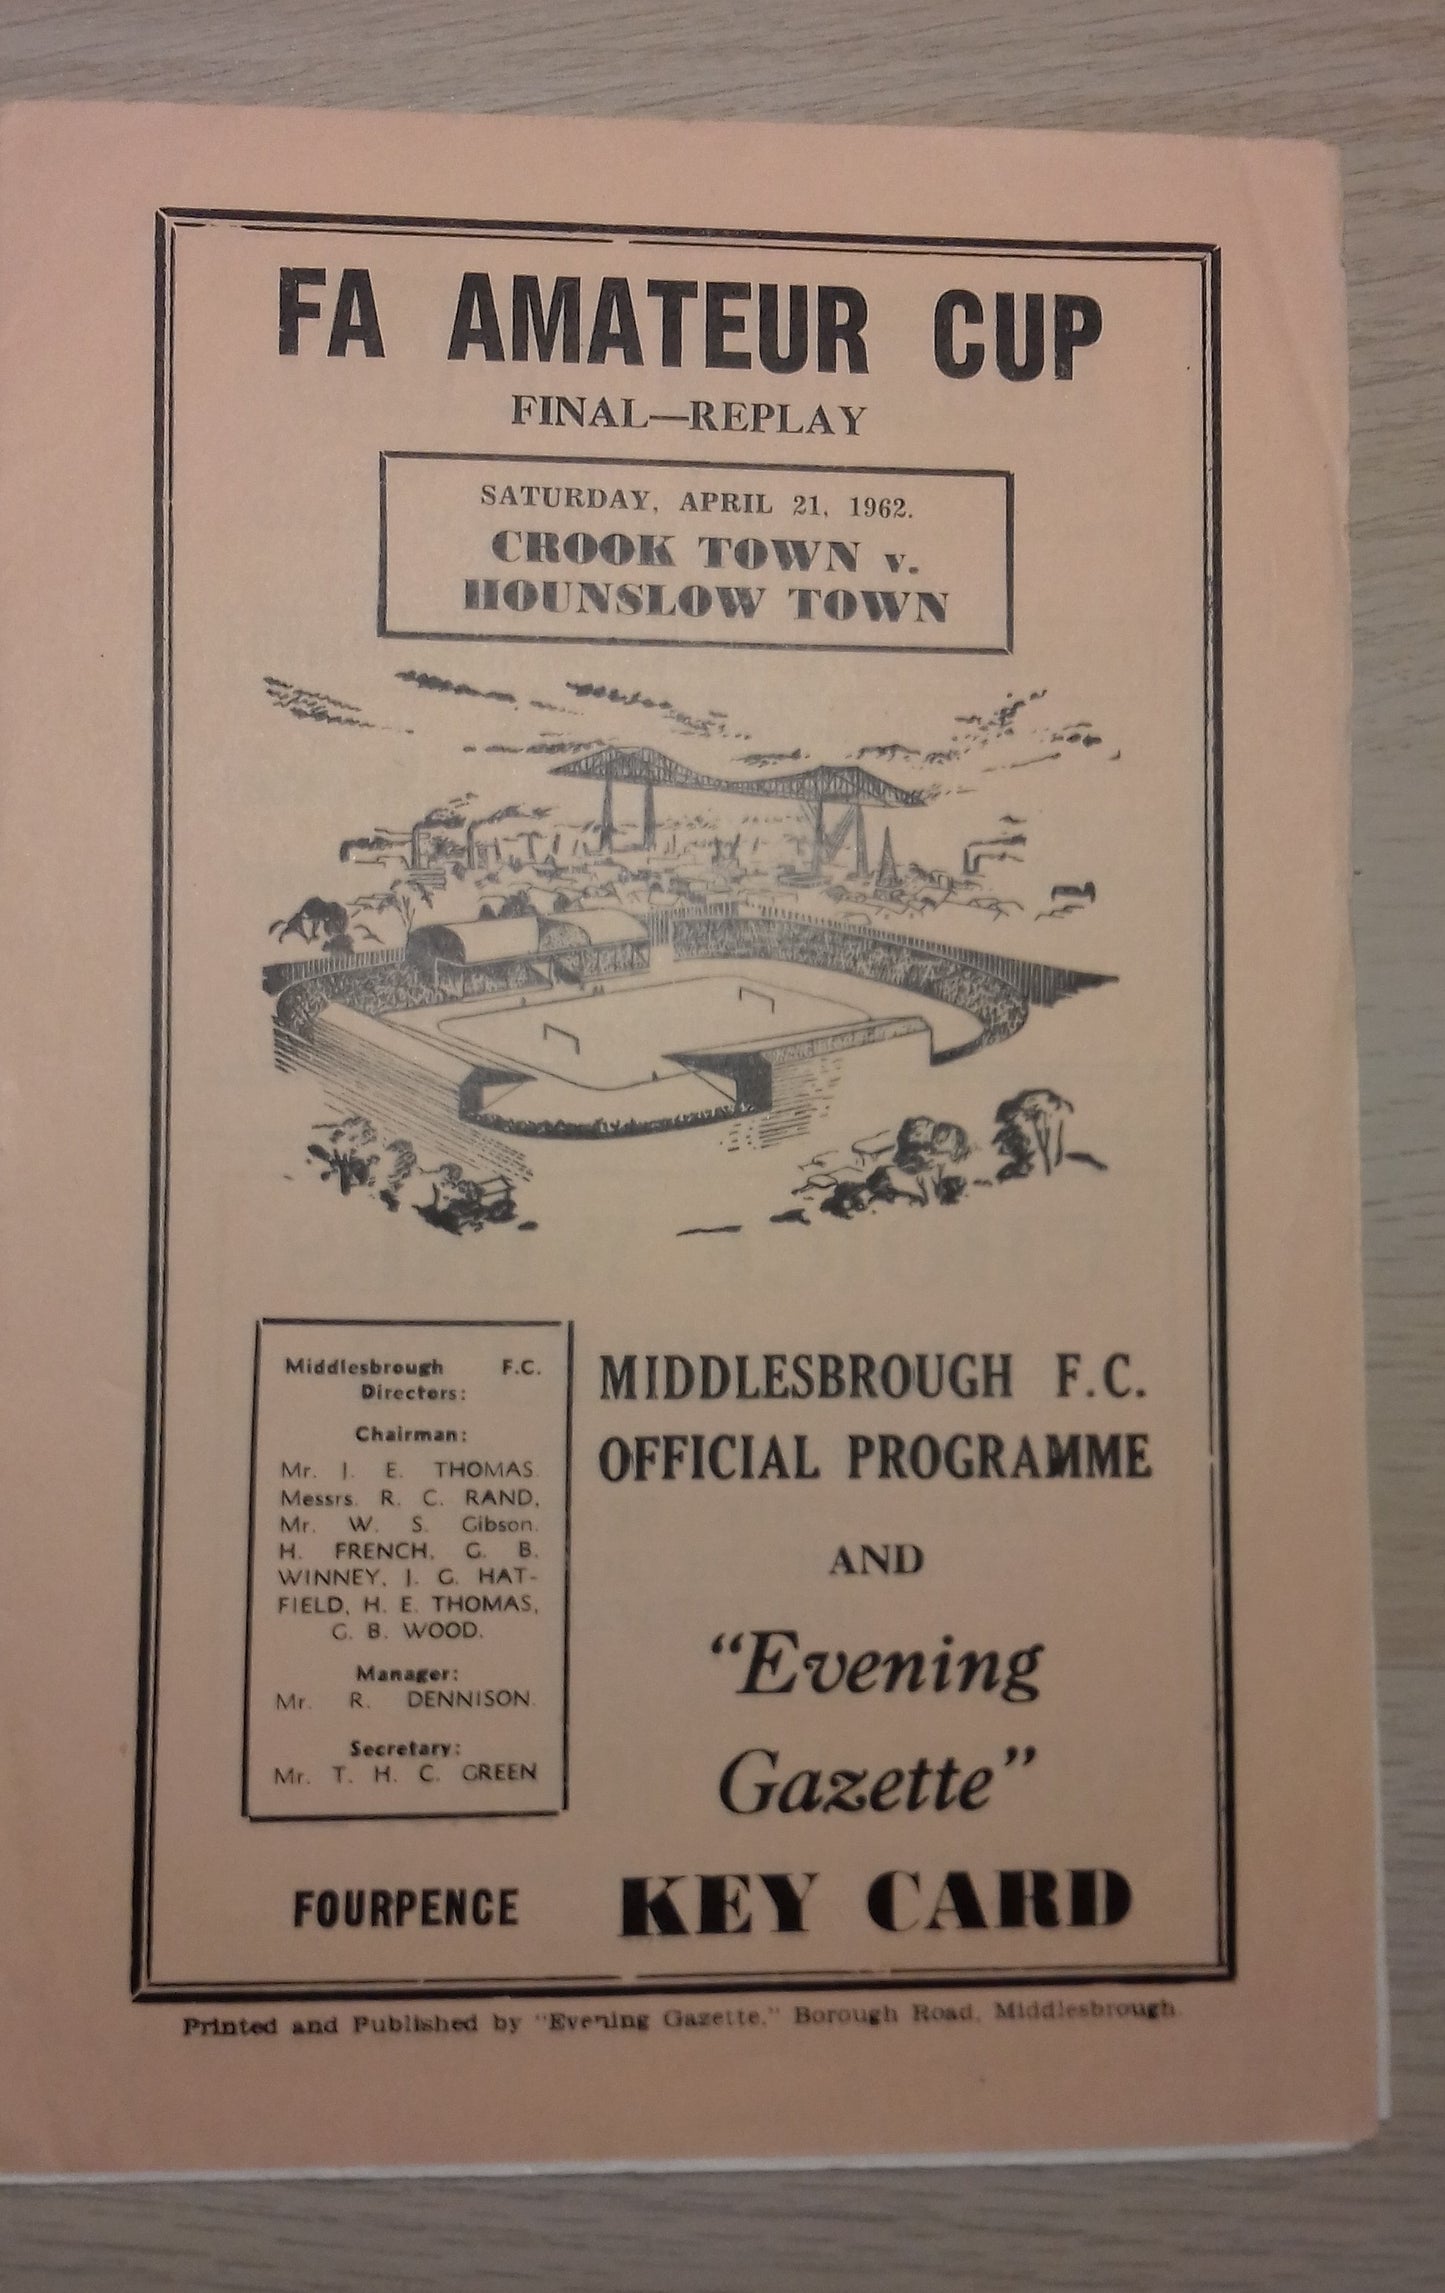 FA AMATEUR CUP
FINAL—REPLAY
SATURDAY, APRIL 21, 1962.
CROOK TOWN v.
HOUNSLOW TOWN
Middlesbrough F.C.
Directors:
Chairman:
Mr. J. E. THOMAS.
Messrs. R. C. RAND,
Mr. W. S. Gibson.
H. FRENCH, G. B.
WINNEY, J. G. HAT-
FIELD, H. E. THOMAS,
G. B. WOOD.
Manager:
Mr. R. DENNISON.
Secretary:
Mr. T. H. C. GREEN
FOURPENCE
MIDDLESBROUGH F.C.
OFFICIAL PROGRAMME
AND
"Evening
Gazette"
KEY CARD
Printed and Published by "Evening Gazette," Borough Road, Middlesbrough.